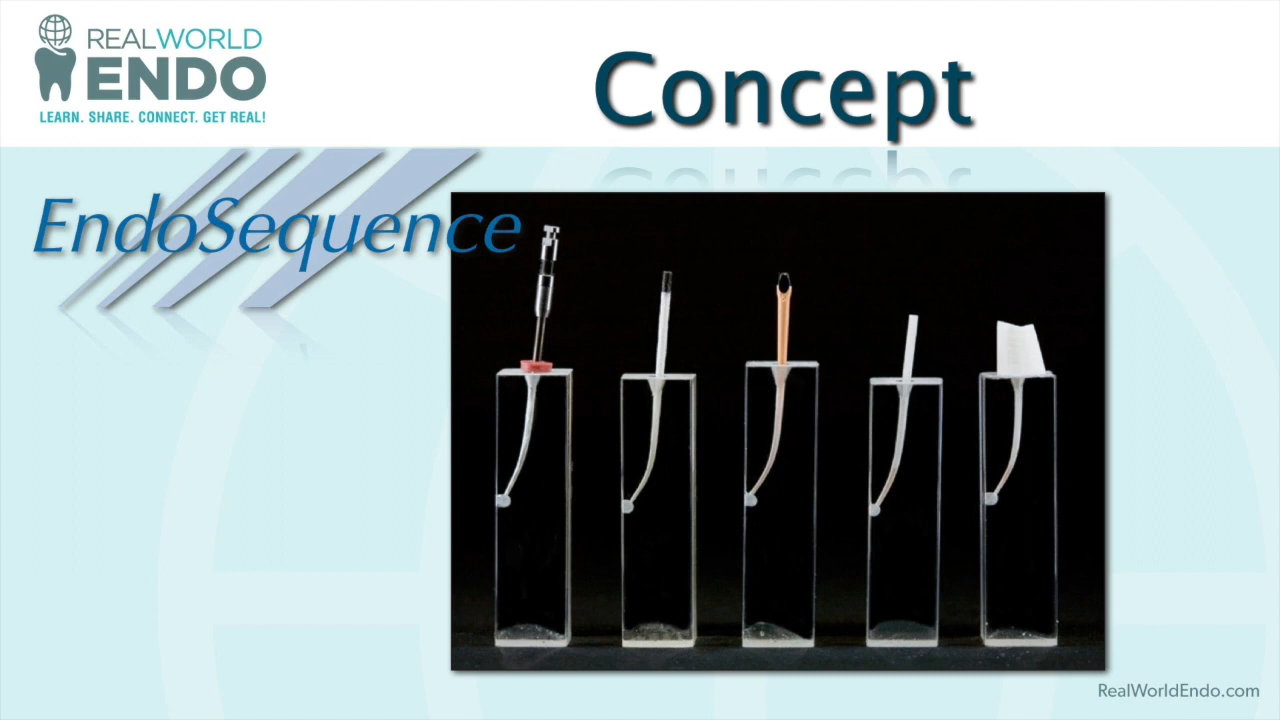 REALWORLD
ENDO
LEARN. SHARE. CONNECT. GET REAL!
Concept
EndoSequence
RealWorldEndo.com